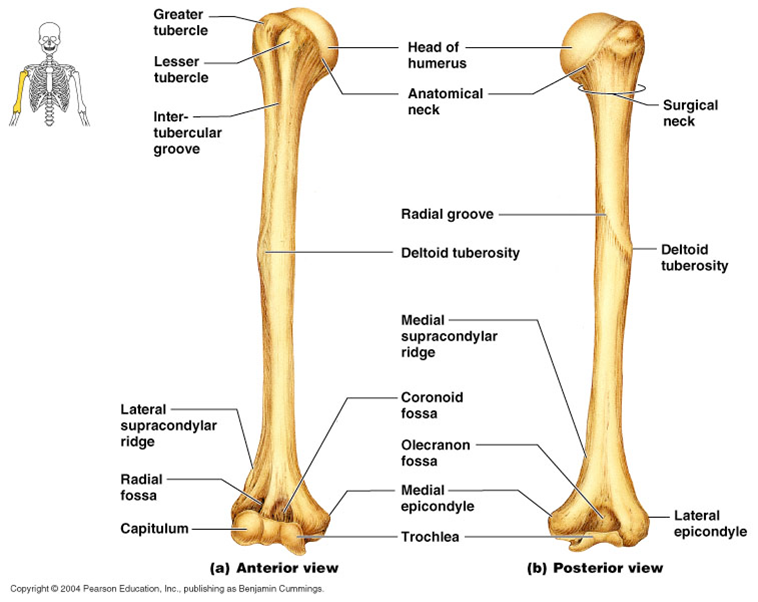 Greater
tubercle
Lesser
tubercle
Inter-
tubercular
groove
Head of
humerus
Anatomical
neck
Surgical
neck
Radial groove
Deltoid tuberosity
Deltoid
tuberosity
Medial
supracondylar
ridge
Lateral
supracondylar
ridge
Coronoid
fossa
Olecranon
fossa
Radial
fossa
Medial
epicondyle
Capitulum
Trochlea
Lateral
epicondyle
(a) Anterior view
(b) Posterior view
Copyright © 2004 Pearson Education, Inc., publishing as Benjamin Cummings.